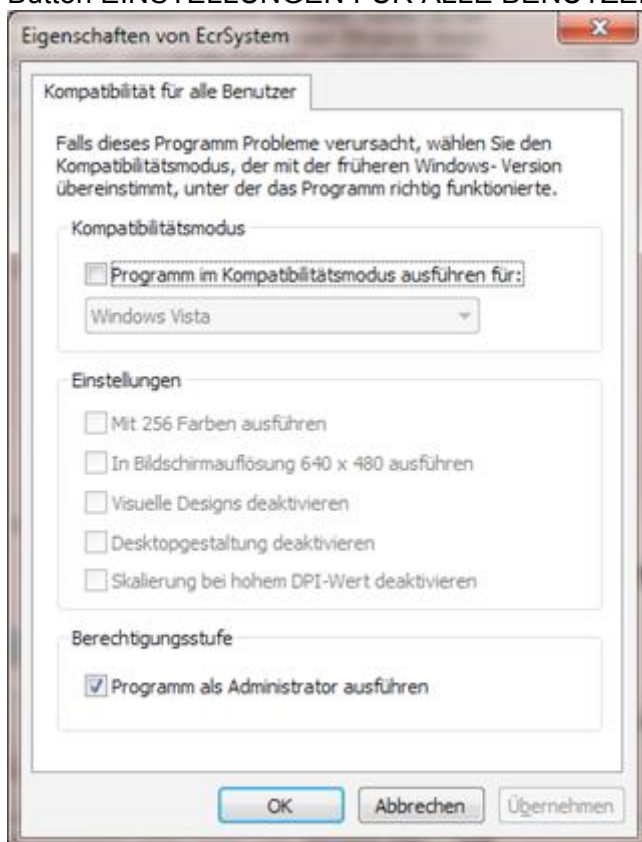 Button EINSTELLUNGEN FÜR ALLE BENUTZER
Eigenschaften von EcrSystem
Kompatibilität für alle Benutzer
Falls dieses Programm Probleme verursacht, wählen Sie den
Kompatibilitätsmodus, der mit der früheren Windows- Version
übereinstimmt, unter der das Programm richtig funktionierte.
Kompatibilitätsmodus
Programm im Kompatibilitätsmodus ausführen für:
Windows Vista
Einstellungen
Mit 256 Farben ausführen
In Bildschirmauflösung 640 x 480 ausführen
Visuelle Designs deaktivieren
Desktopgestaltung deaktivieren
Skalierung bei hohem DPI-Wert deaktivieren
Berechtigungsstufe
Programm als Administrator ausführen
OK Abbrechen Übernehmen